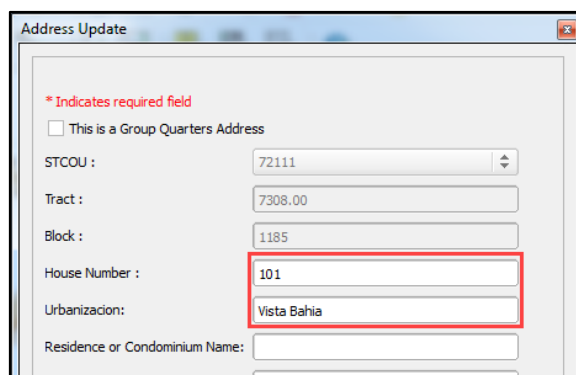 Address Update
* Indicates required field
This is a Group Quarters Address
STCOU : 72111
Tract : 7308.00
Block : 1185
House Number : 101
Urbanizacion: Vista Bahia
Residence or Condominium Name: